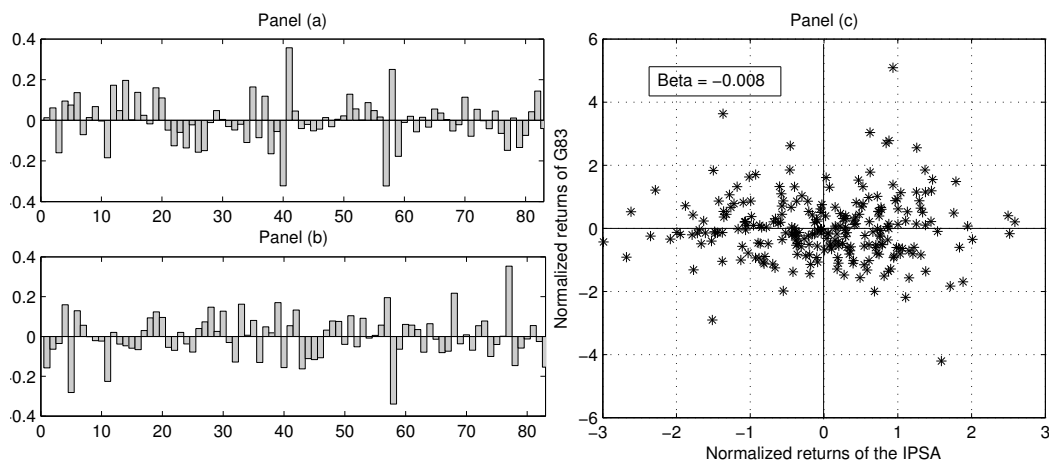 Panel (a)
0.4
0.2
0
0.2
0.4
0 10 20 30 40 50 60 70 80
Panel (b)
0.4
0.2
0
0.2
0.4
0 10 20 30 40 50 60 70 80
Panel (c)
Beta = −0.008
Normalized returns of G83
6
4
2
0
−2
−4
−6
−3 −2 −1 0 1 2 3
Normalized returns of the IPSA